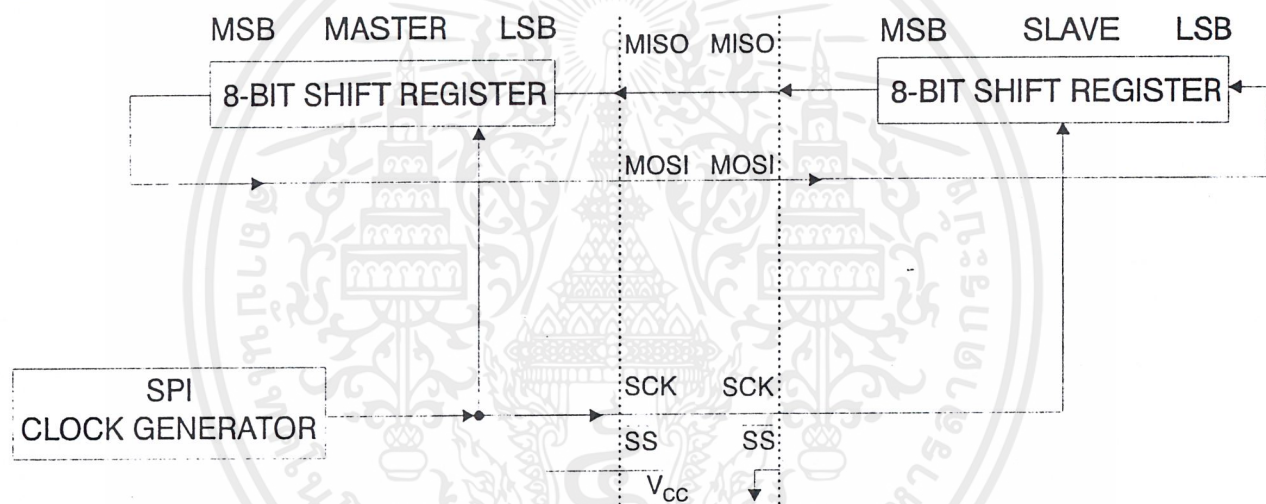 MSB MASTER LSB
MISO MISO
MSB SLAVE LSB
8-BIT SHIFT REGISTER
8-BIT SHIFT REGISTER
MOSI MOSI
SPI
CLOCK GENERATOR
SCK SCK
SS SS
VCC